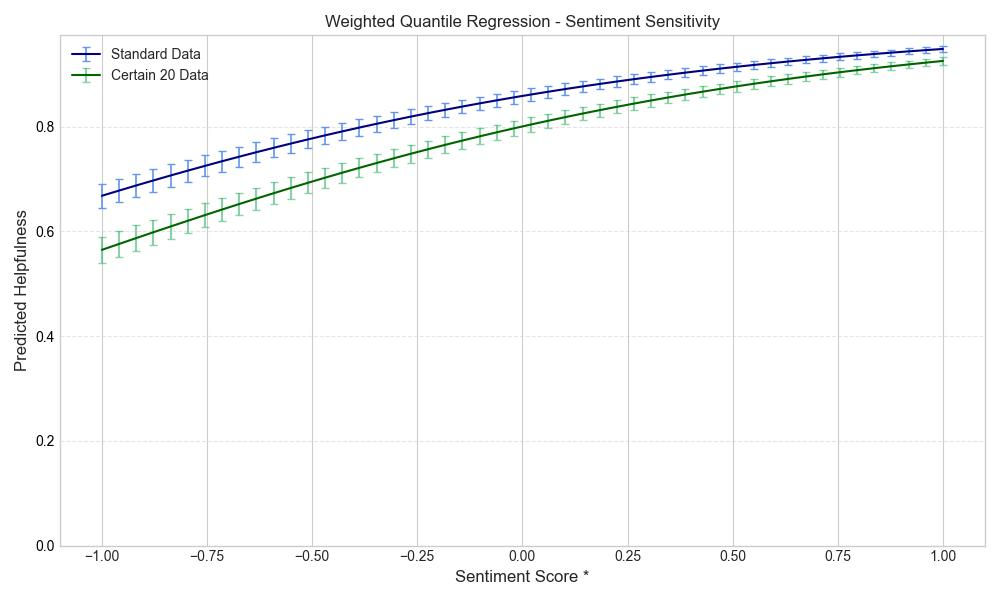 Weighted Quantile Regression - Sentiment Sensitivity
Standard Data
Certain 20 Data
Predicted Helpfulness
0.8
0.6
0.4
0.2
0.0
−1.00 −0.75 −0.50 −0.25 0.00 0.25 0.50 0.75 1.00
Sentiment Score *